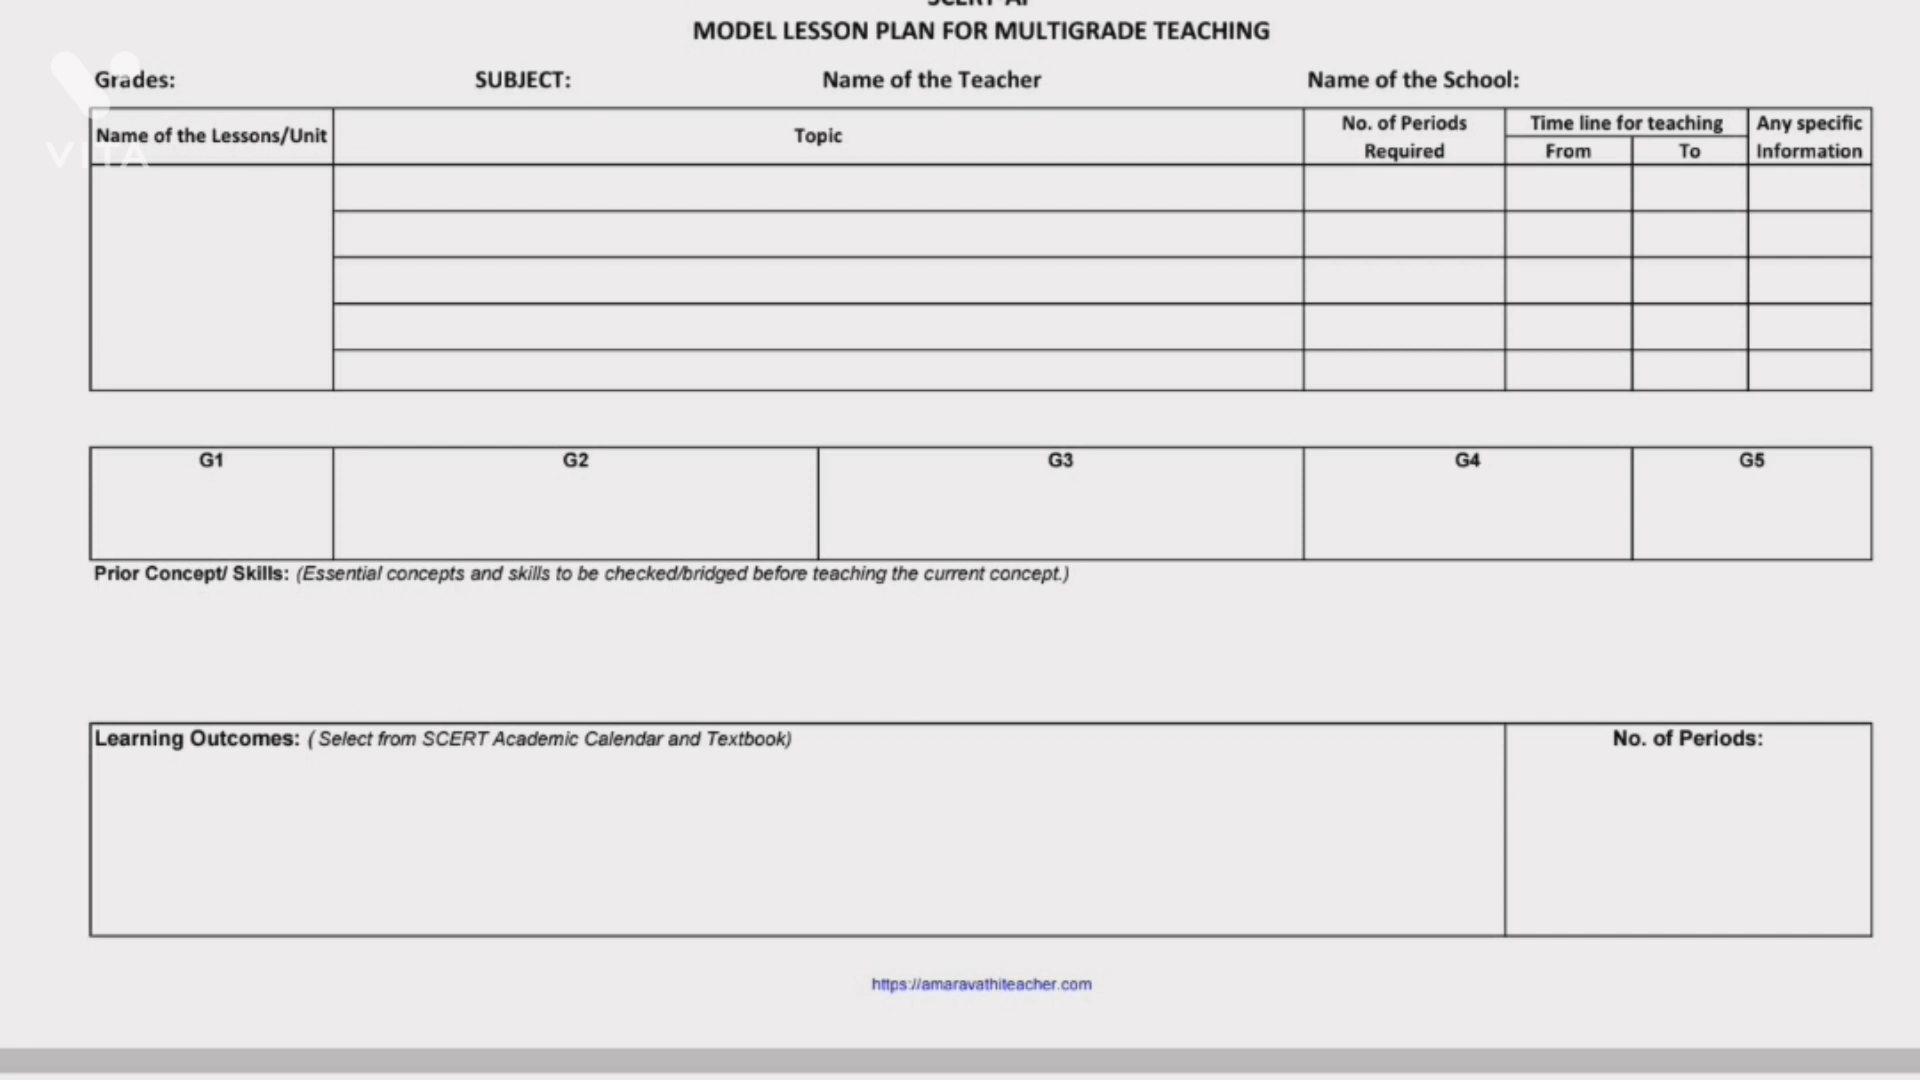 SCERT AP
MODEL LESSON PLAN FOR MULTIGRADE TEACHING
Grades: SUBJECT: Name of the Teacher Name of the School:
Name of the Lessons/Unit Topic No. of Periods Required Time line for teaching From To Any specific Information
G1 G2 G3 G4 G5
Prior Concept/ Skills: (Essential concepts and skills to be checked/bridged before teaching the current concept.)
Learning Outcomes: ( Select from SCERT Academic Calendar and Textbook) No. of Periods:
https://amaravathiteacher.com
VITA